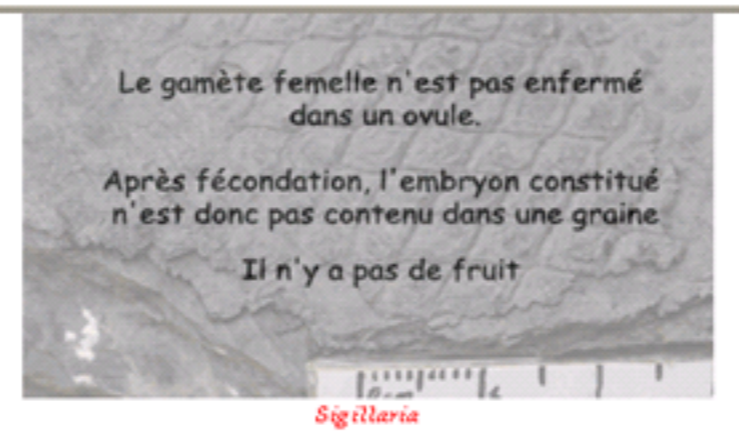 Le gamète femelle n'est pas enfermé
dans un ovule.
Après fécondation, l'embryon constitué
n'est donc pas contenu dans une graine
Il n'y a pas de fruit
Sigillaria